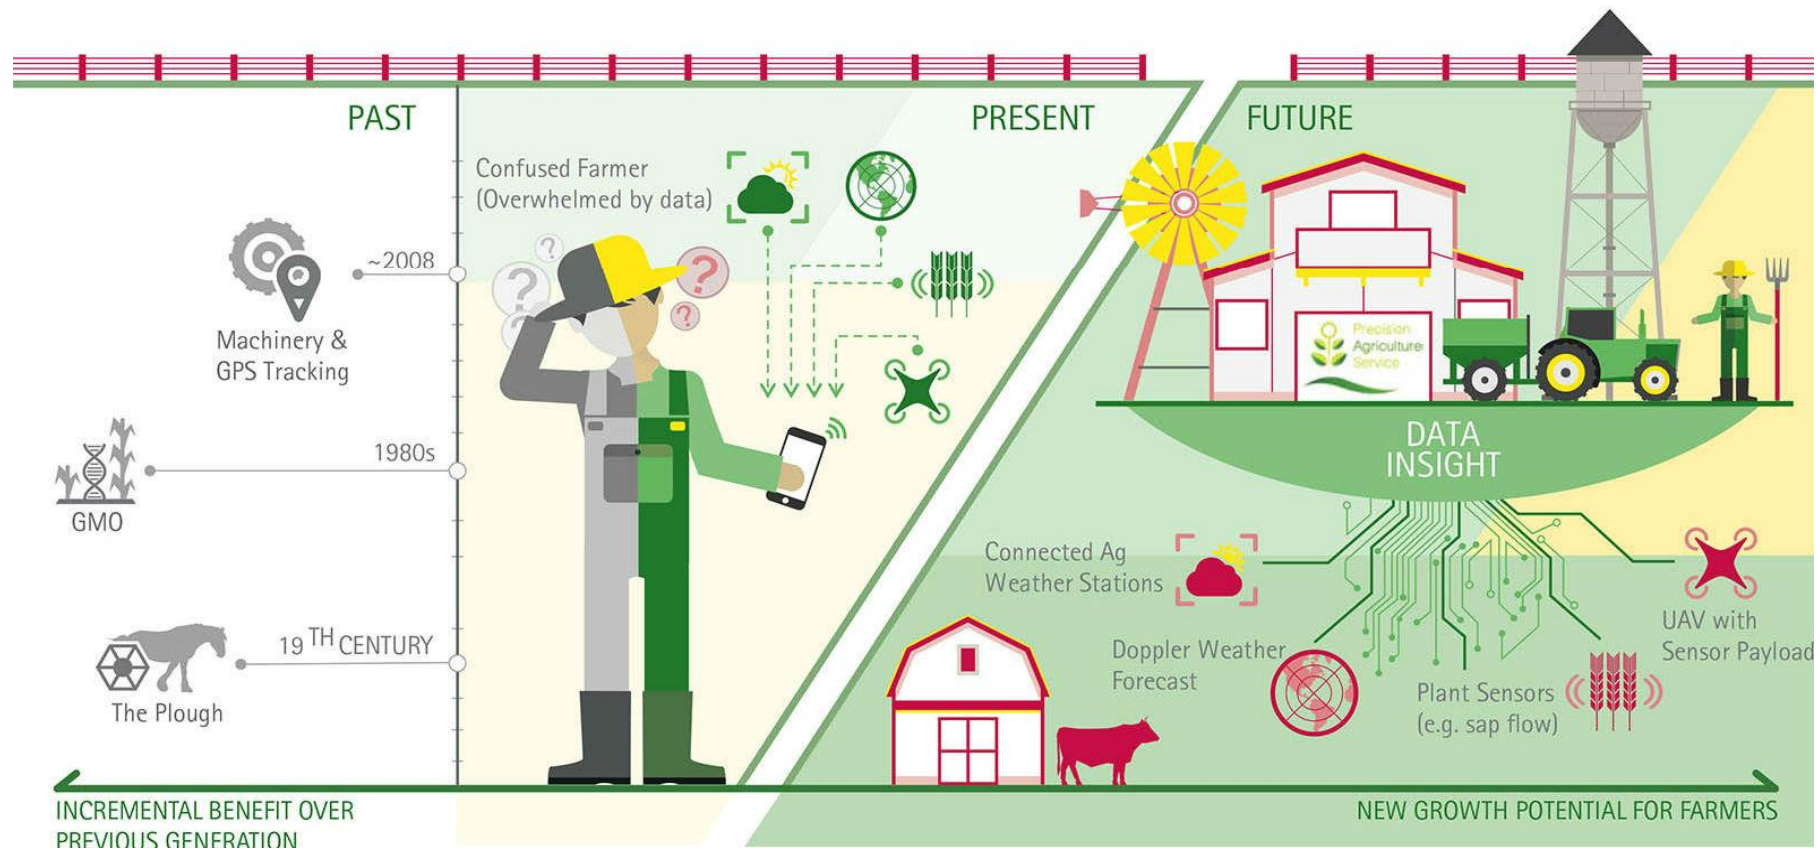 PAST
PRESENT
FUTURE
Confused Farmer
(Overwhelmed by data)
?
?
?
?
?
~2008
Machinery &
GPS Tracking
1980s
GMO
19TH CENTURY
The Plough
Precision
Agriculture
Service
DATA
INSIGHT
Connected Ag
Weather Stations
Doppler Weather
Forecast
Plant Sensors
(e.g. sap flow)
UAV with
Sensor Payload
INCREMENTAL BENEFIT OVER
PREVIOUS GENERATION
NEW GROWTH POTENTIAL FOR FARMERS